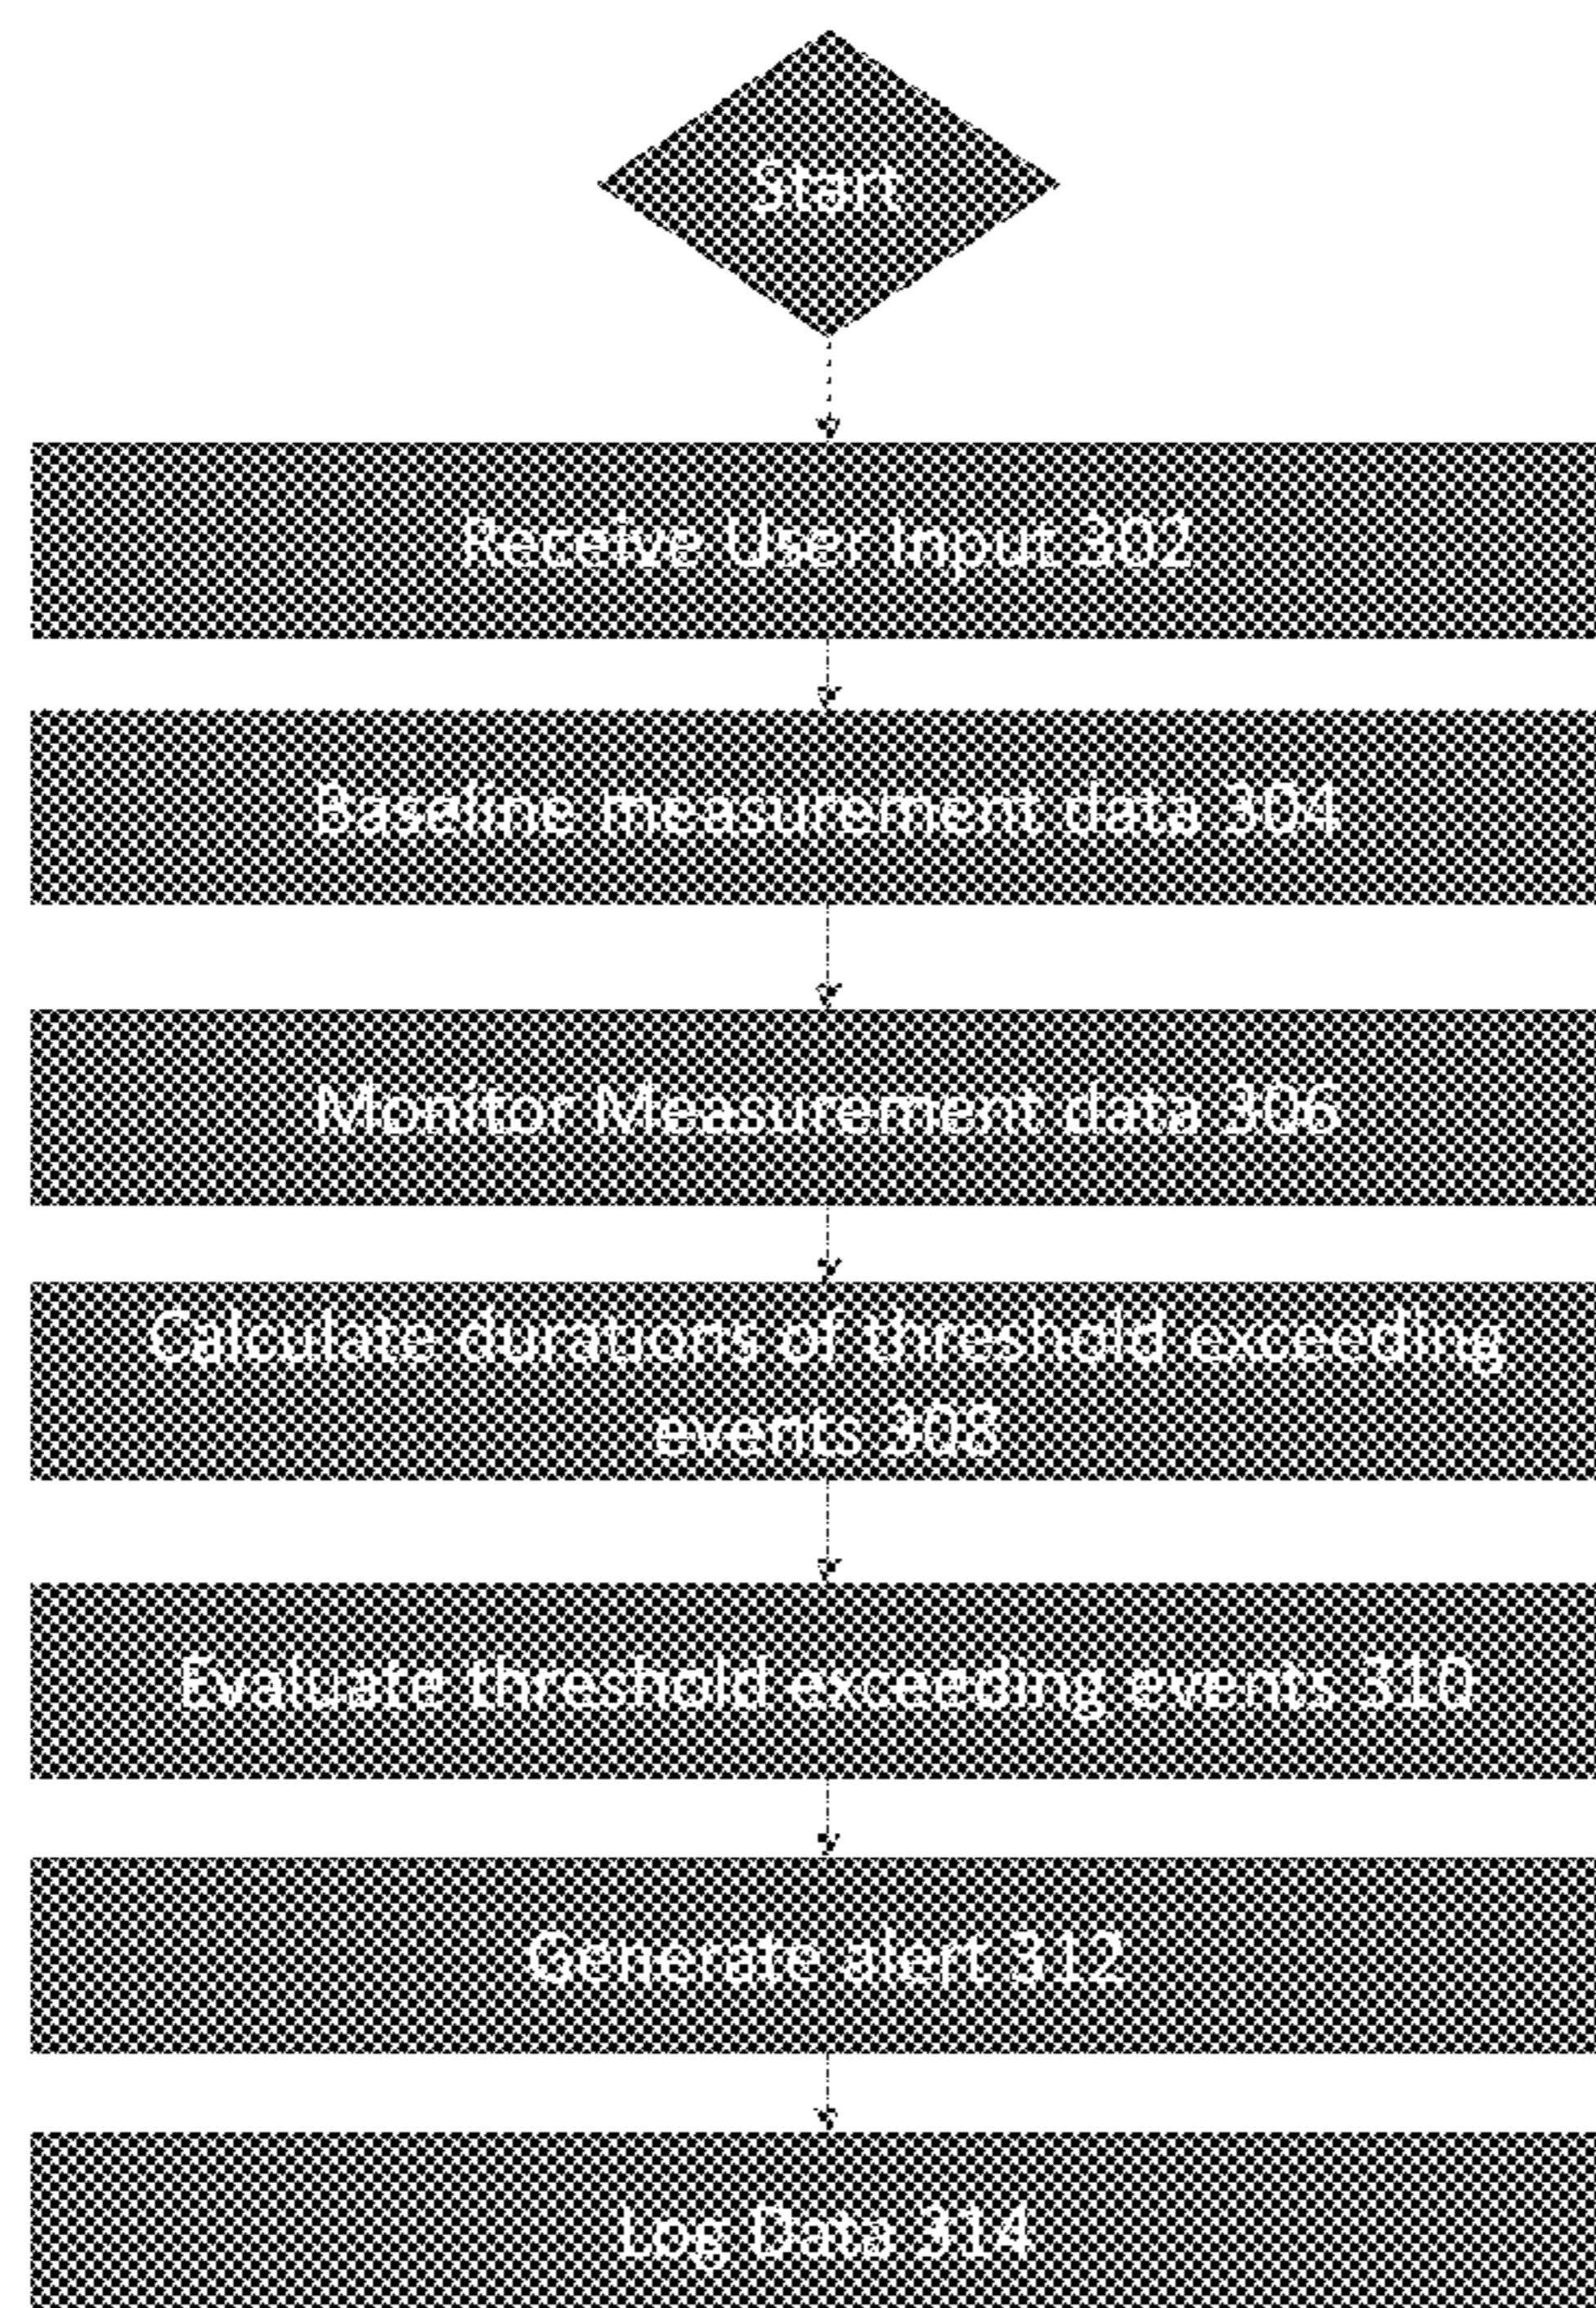 Start
Receive User Input 302
Baseline measurement data 304
Monitor Measurement data 306
Calculate durations of threshold exceeding
events 308
Evaluate threshold exceeding events 310
Generate alert 312
Log Data 314